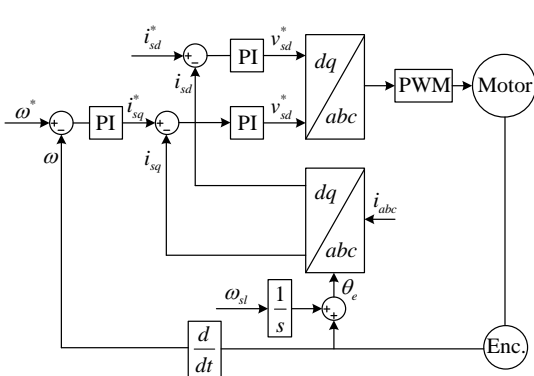 i*sd
+
−
PI
v*sd
dq
abc
PWM
Motor
isd
ω*
+
−
PI
i*sq
+
−
PI
v*sd
ω
isq
dq
abc
iabc
θe
ωsl
1
s
+
+
d
dt
Enc.